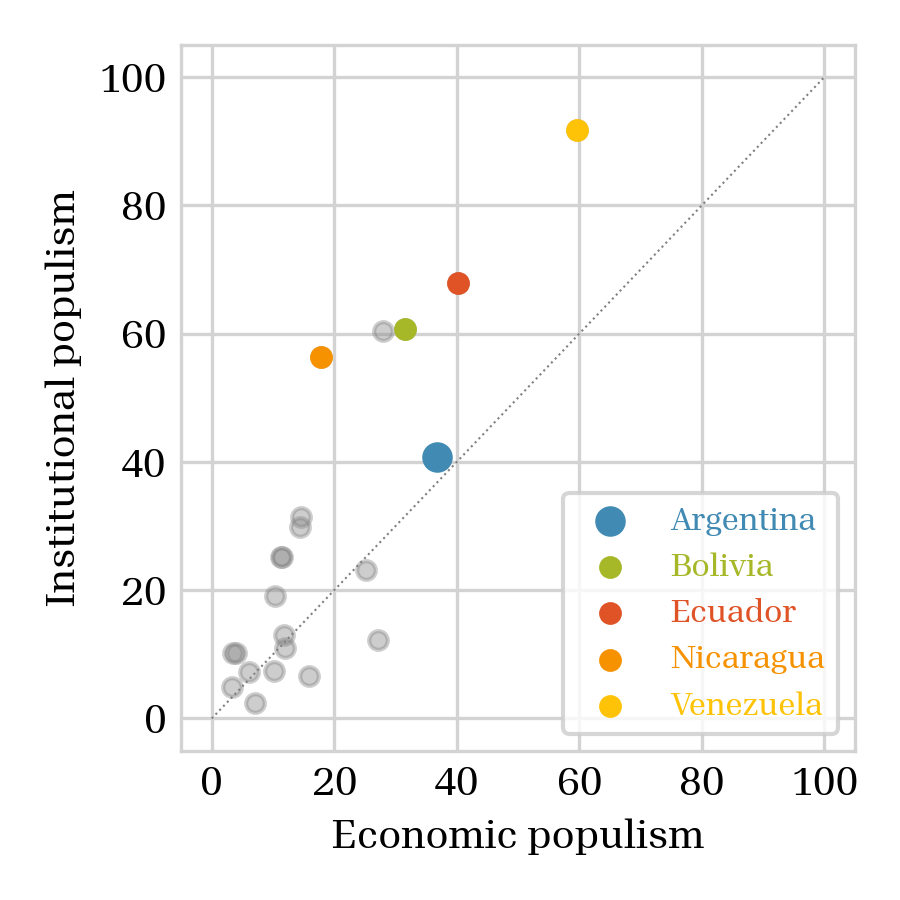 100
80
60
40
20
0
Institutional populism
Argentina
Bolivia
Ecuador
Nicaragua
Venezuela
0 20 40 60 80 100
Economic populism